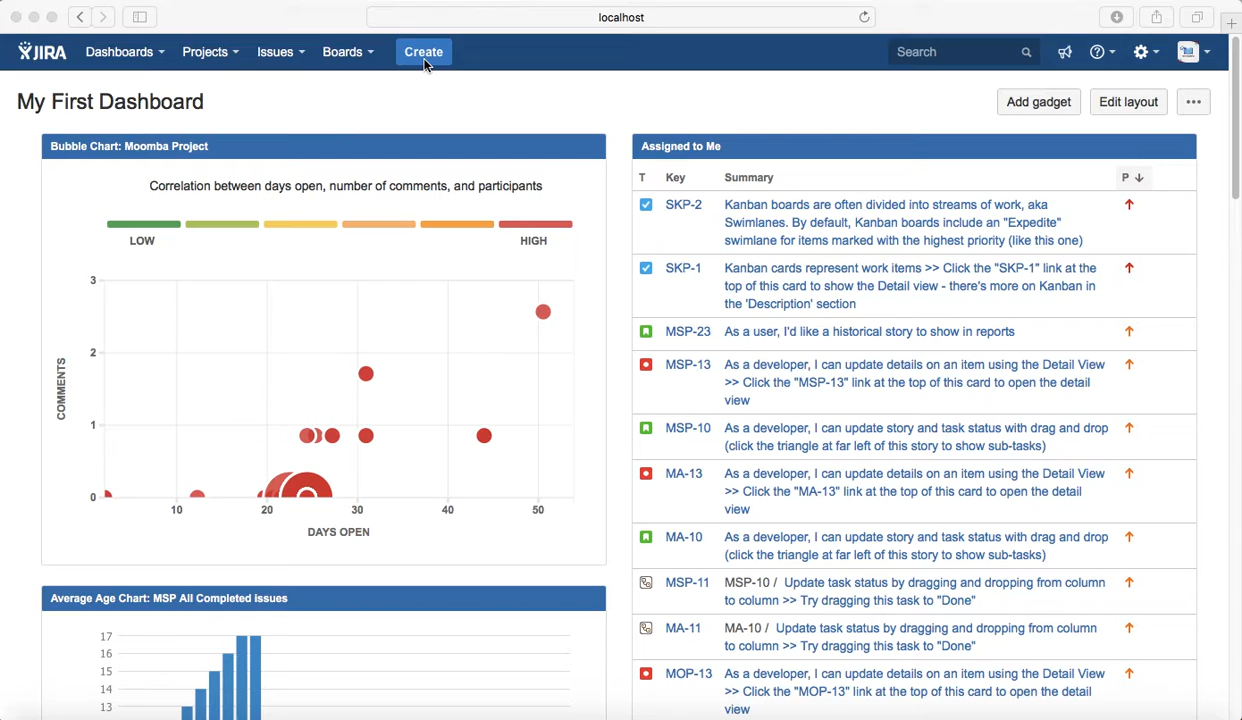 localhost
JIRA Dashboards Projects Issues Boards Create Search
My First Dashboard
Add gadget Edit layout
Bubble Chart: Moomba Project
Correlation between days open, number of comments, and participants
LOW HIGH
3
2
1
0
COMMENTS
10 20 30 40 50
DAYS OPEN
Average Age Chart: MSP All Completed issues
17
16
15
14
13
Assigned to Me
T Key Summary P
SKP-2 Kanban boards are often divided into streams of work, aka
Swimlanes. By default, Kanban boards include an "Expedite"
swimlane for items marked with the highest priority (like this one)
SKP-1 Kanban cards represent work items >> Click the "SKP-1" link at the
top of this card to show the Detail view - there's more on Kanban in
the 'Description' section
MSP-23 As a user, I'd like a historical story to show in reports
MSP-13 As a developer, I can update details on an item using the Detail View
>> Click the "MSP-13" link at the top of this card to open the detail
view
MSP-10 As a developer, I can update story and task status with drag and drop
(click the triangle at far left of this story to show sub-tasks)
MA-13 As a developer, I can update details on an item using the Detail View
>> Click the "MA-13" link at the top of this card to open the detail
view
MA-10 As a developer, I can update story and task status with drag and drop
(click the triangle at far left of this story to show sub-tasks)
MSP-11 MSP-10 / Update task status by dragging and dropping from column
to column >> Try dragging this task to "Done"
MA-11 MA-10 / Update task status by dragging and dropping from column
to column >> Try dragging this task to "Done"
MOP-13 As a developer, I can update details on an item using the Detail View
>> Click the "MOP-13" link at the top of this card to open the detail
view